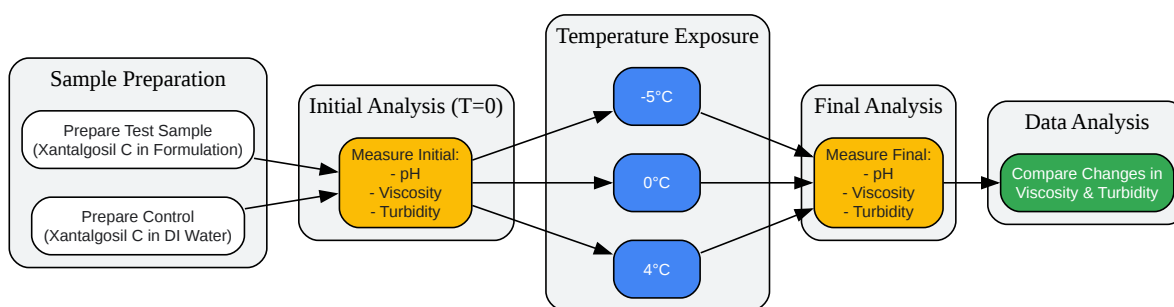 Sample Preparation
Prepare Test Sample
(Xantalgosil C in Formulation)
Prepare Control
(Xantalgosil C in DI Water)
Initial Analysis (T=0)
Measure Initial:
- pH
- Viscosity
- Turbidity
Temperature Exposure
-5°C
0°C
4°C
Final Analysis
Measure Final:
- pH
- Viscosity
- Turbidity
Data Analysis
Compare Changes in
Viscosity & Turbidity